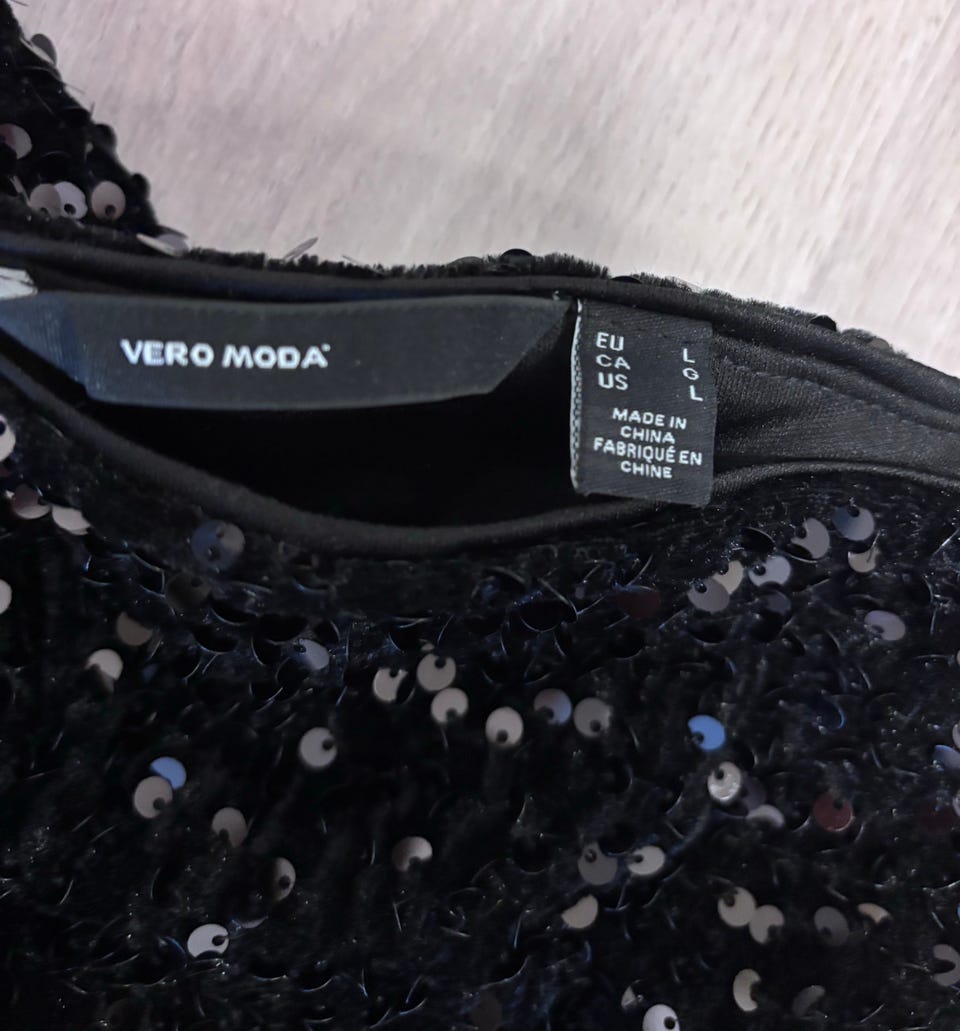 VERO MODA
EU L
CA G
US L
MADE IN
CHINA
FABRIQUÉ EN
CHINE